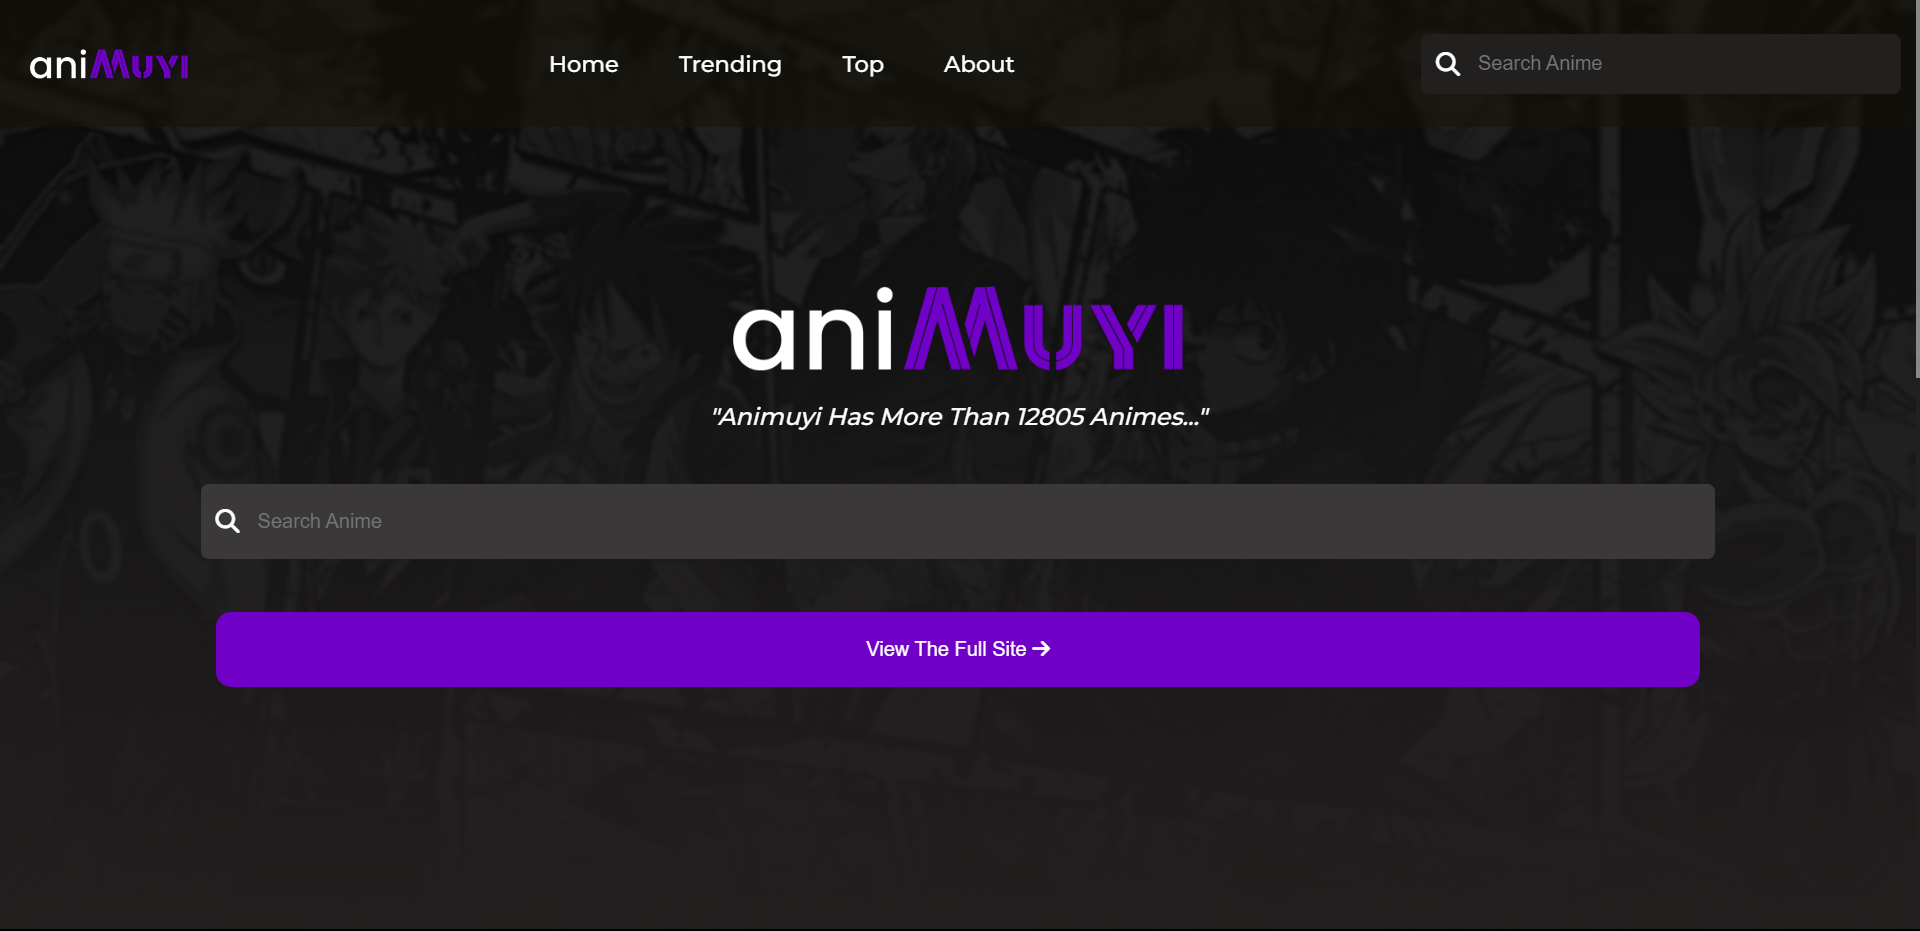 aniMUYI
Home
Trending
Top
About
Search Anime
aniMUYI
"Animuyi Has More Than 12805 Animes..."
Search Anime
View The Full Site →